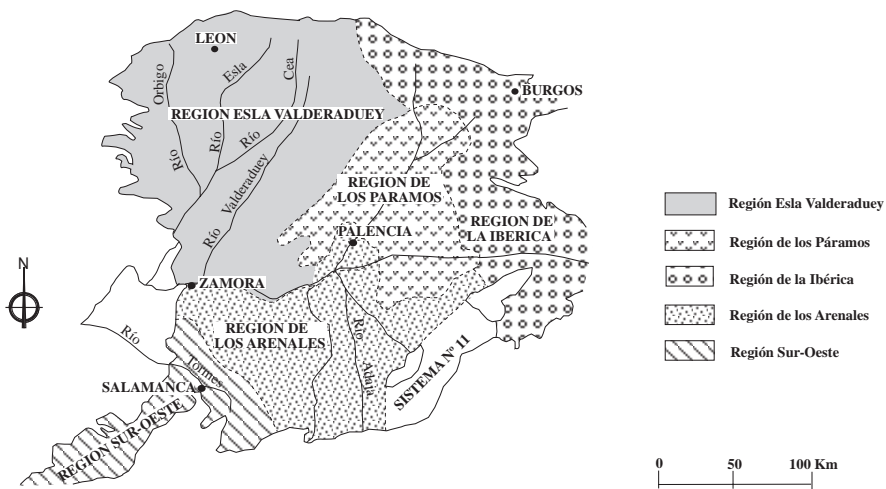 LEON
Orbigo
Esla
Cea
BURGOS
REGION ESLA VALDERADUEY
Río
Río
Río
Valderaduey
Río
REGION DE
LOS PARAMOS
PALENCIA
REGION DE
LA IBERICA
N
ZAMORA
Río
REGION DE
LOS ARENALES
Río
Adaja
Tormes
SALAMANCA
SISTEMA Nº 11
REGION SUR-OESTE
Región Esla Valderaduey
Región de los Páramos
Región de la Ibérica
Región de los Arenales
Región Sur-Oeste
0 50 100 Km